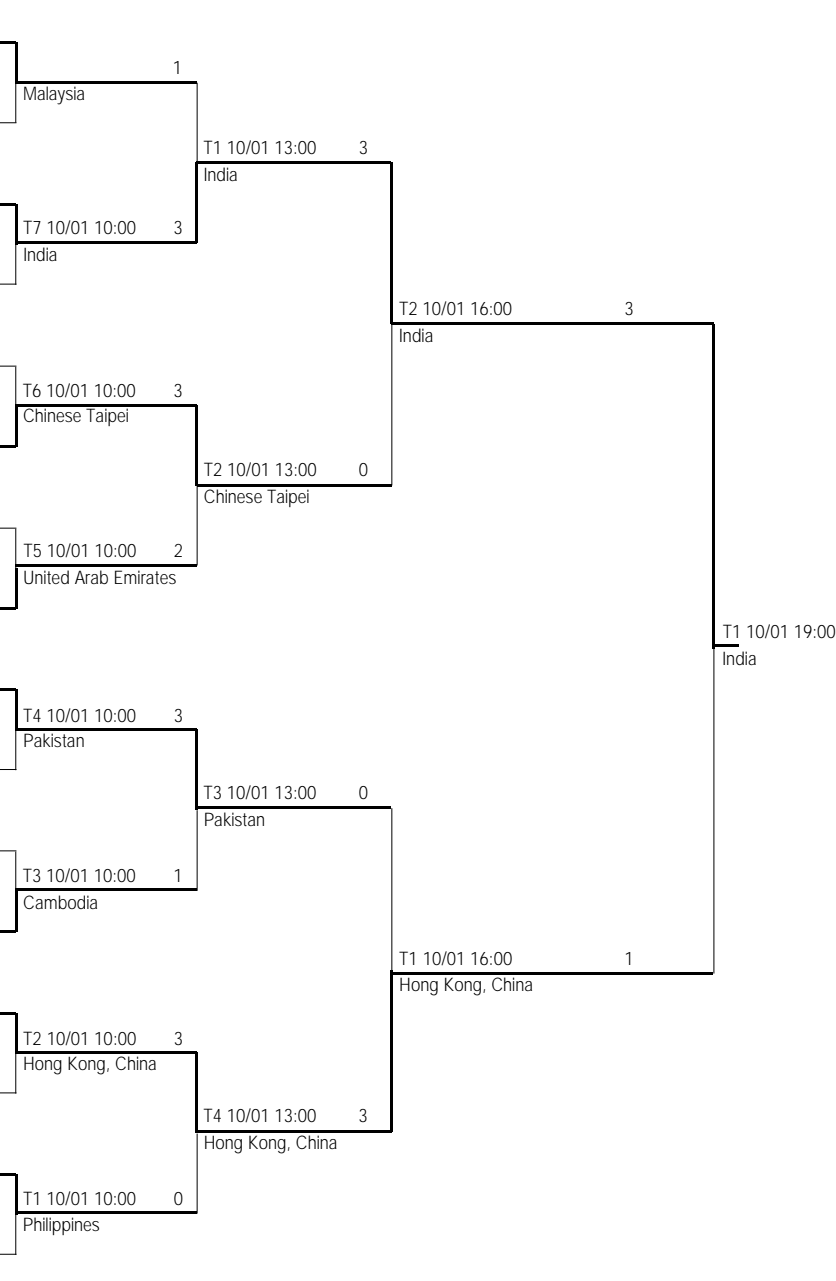 1
Malaysia
T1 10/01 13:00 3
India
T7 10/01 10:00 3
India
T2 10/01 16:00 3
India
T6 10/01 10:00 3
Chinese Taipei
T2 10/01 13:00 0
Chinese Taipei
T5 10/01 10:00 2
United Arab Emirates
T1 10/01 19:00
India
T4 10/01 10:00 3
Pakistan
T3 10/01 13:00 0
Pakistan
T3 10/01 10:00 1
Cambodia
T1 10/01 16:00 1
Hong Kong, China
T2 10/01 10:00 3
Hong Kong, China
T4 10/01 13:00 3
Hong Kong, China
T1 10/01 10:00 0
Philippines